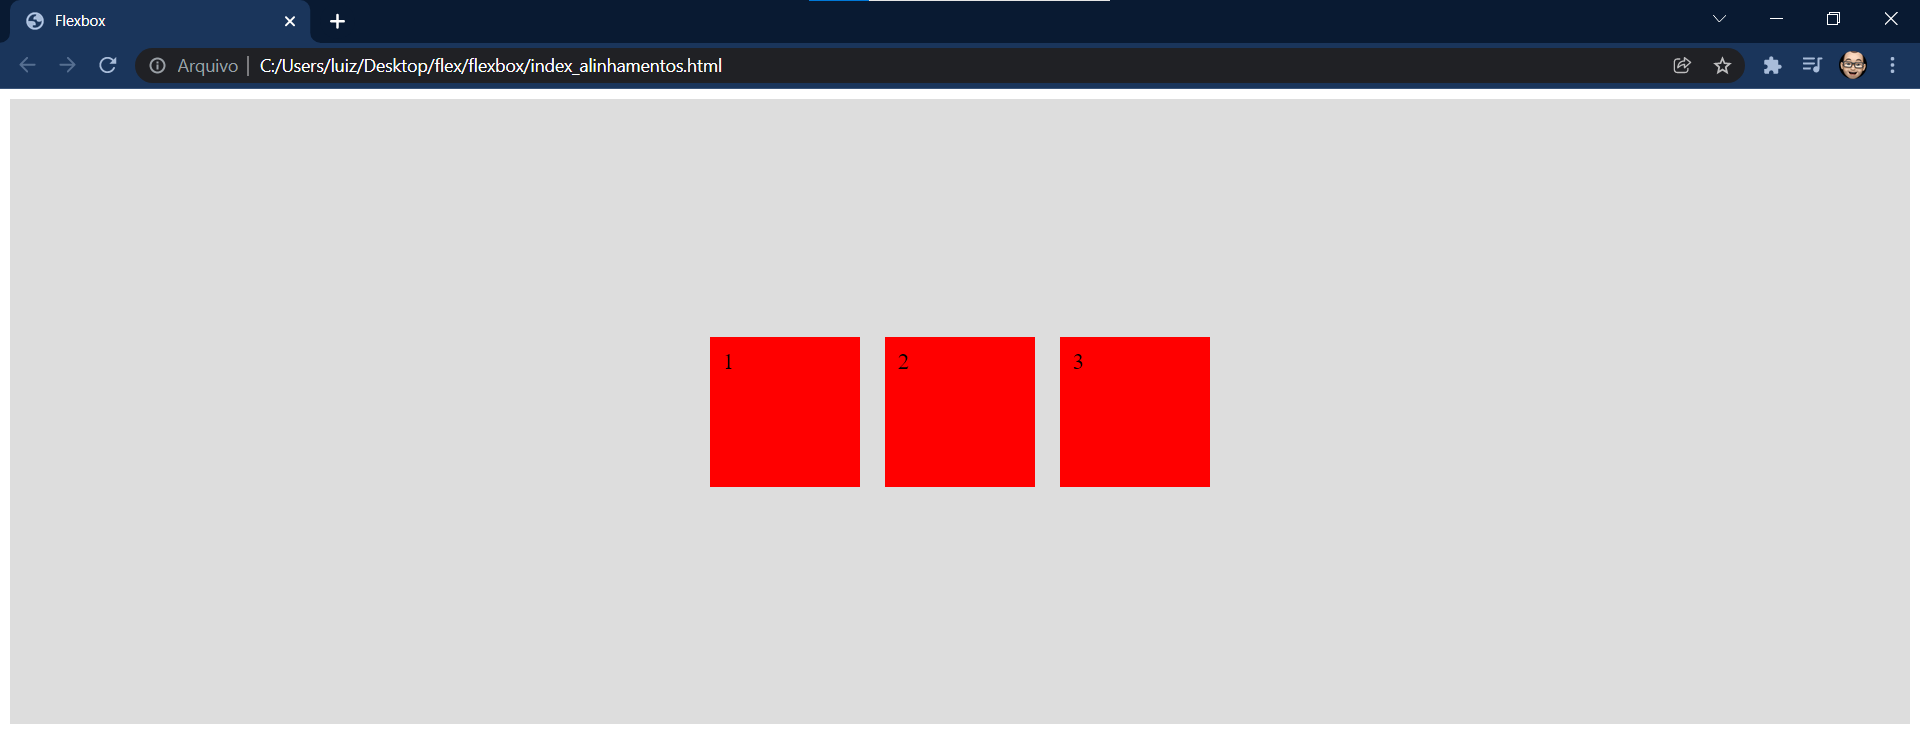 Flexbox
Arquivo | C:/Users/luiz/Desktop/flex/flexbox/index_alinhamentos.html
1 2 3